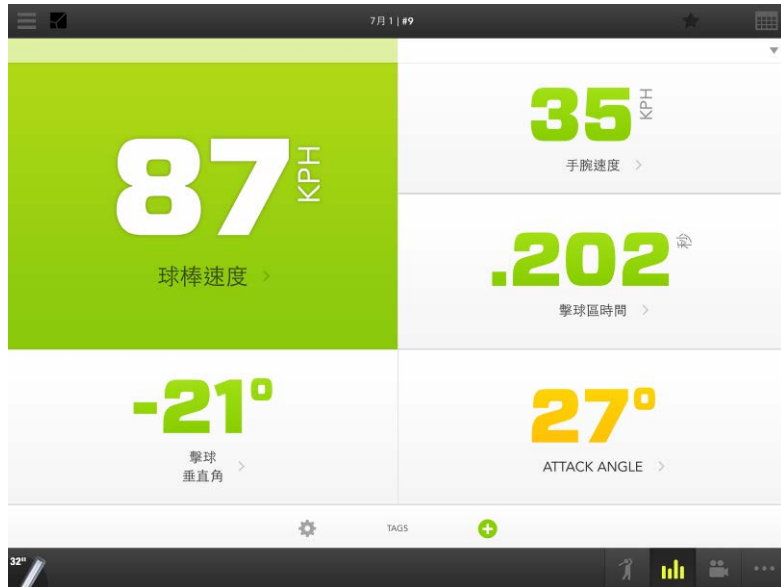 7月 1 | #9
87 KPH
球棒速度
35 KPH
手腕速度
.202 秒
擊球區時間
-21°
擊球
垂直角
27°
ATTACK ANGLE
TAGS
32"